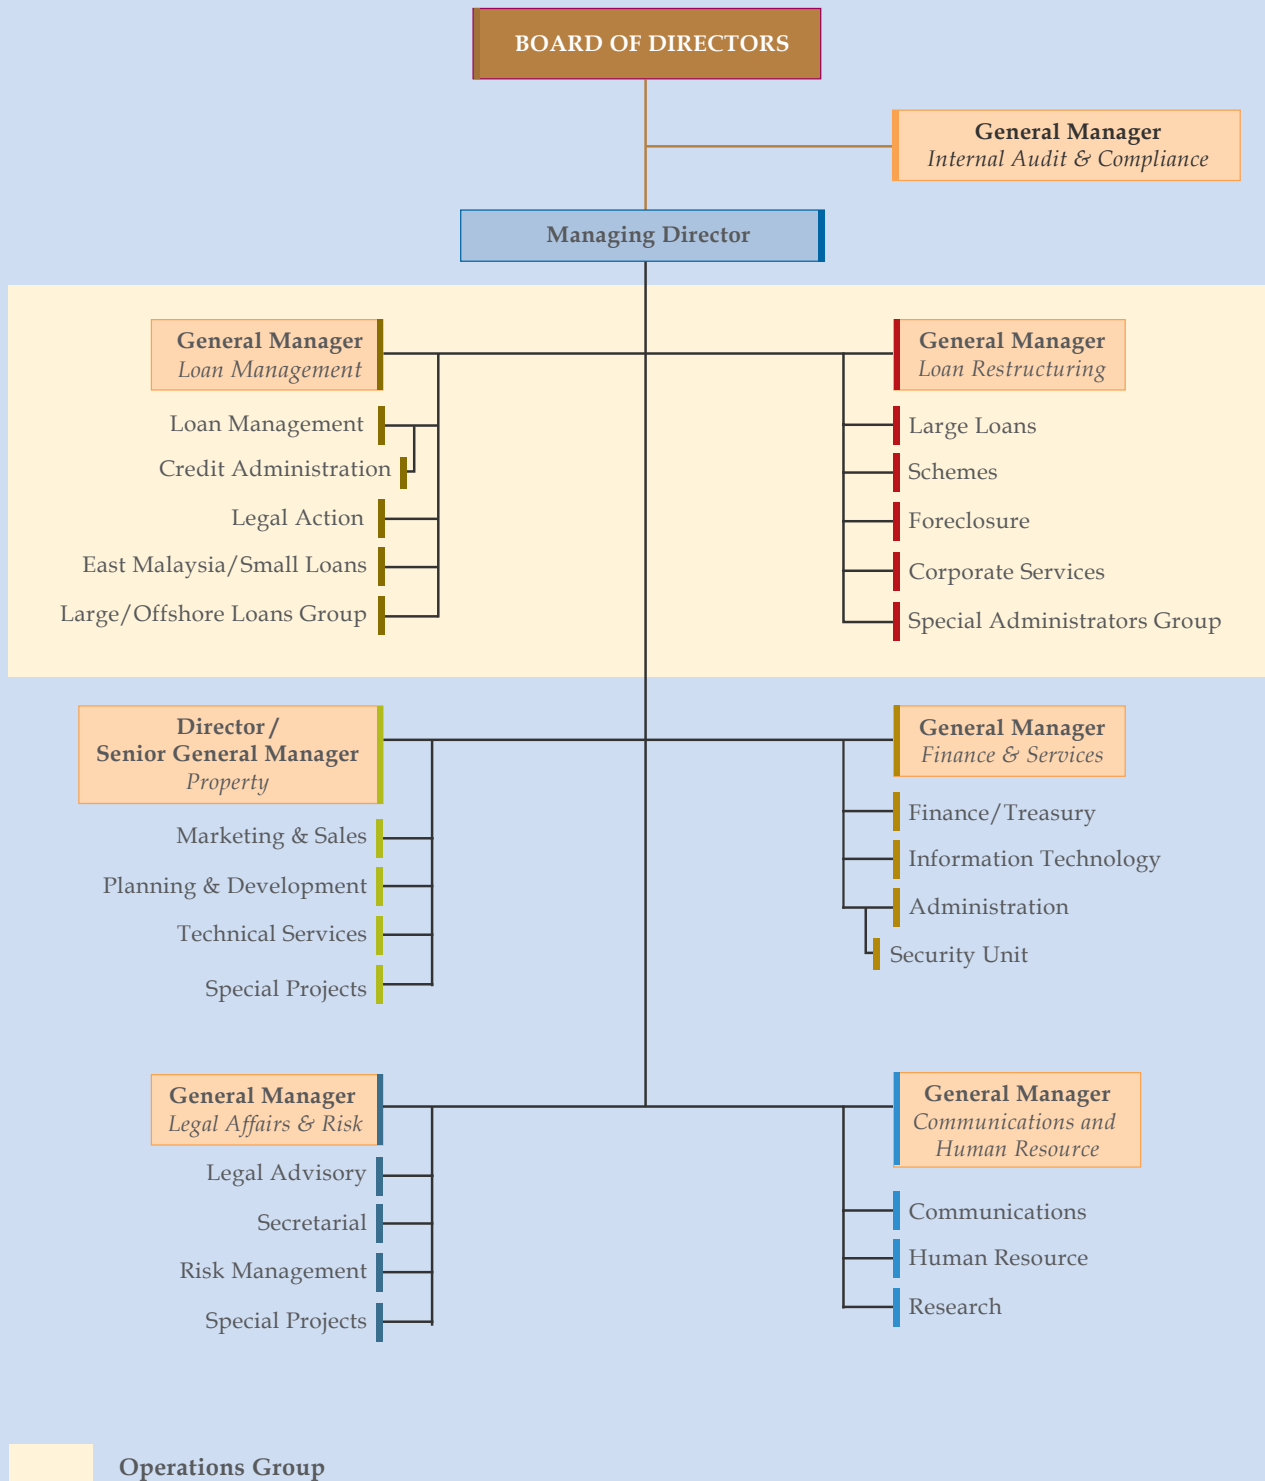 BOARD OF DIRECTORS
General Manager
Internal Audit & Compliance
Managing Director
General Manager
Loan Management
Loan Management
Credit Administration
Legal Action
East Malaysia/Small Loans
Large/Offshore Loans Group
General Manager
Loan Restructuring
Large Loans
Schemes
Foreclosure
Corporate Services
Special Administrators Group
Director/
Senior General Manager
Property
Marketing & Sales
Planning & Development
Technical Services
Special Projects
General Manager
Finance & Services
Finance/Treasury
Information Technology
Administration
Security Unit
General Manager
Legal Affairs & Risk
Legal Advisory
Secretarial
Risk Management
Special Projects
General Manager
Communications and
Human Resource
Communications
Human Resource
Research
Operations Group